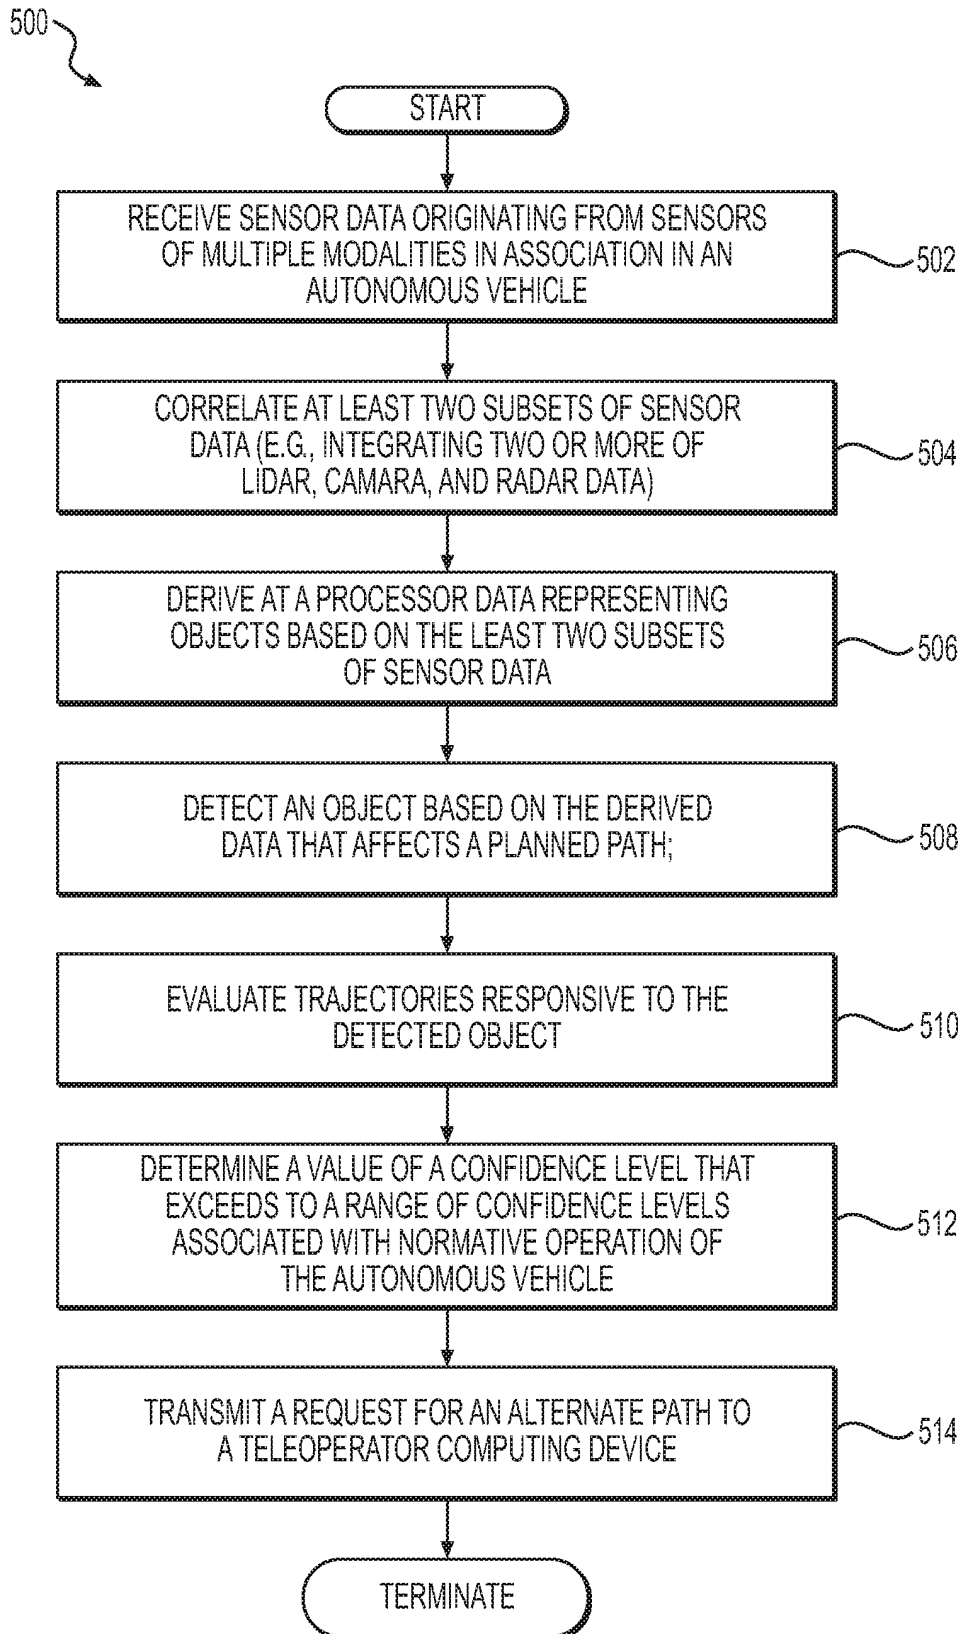 500
START
RECEIVE SENSOR DATA ORIGINATING FROM SENSORS
OF MULTIPLE MODALITIES IN ASSOCIATION IN AN
AUTONOMOUS VEHICLE
502
CORRELATE AT LEAST TWO SUBSETS OF SENSOR
DATA (E.G., INTEGRATING TWO OR MORE OF
LIDAR, CAMARA, AND RADAR DATA)
504
DERIVE AT A PROCESSOR DATA REPRESENTING
OBJECTS BASED ON THE LEAST TWO SUBSETS
OF SENSOR DATA
506
DETECT AN OBJECT BASED ON THE DERIVED
DATA THAT AFFECTS A PLANNED PATH;
508
EVALUATE TRAJECTORIES RESPONSIVE TO THE
DETECTED OBJECT
510
DETERMINE A VALUE OF A CONFIDENCE LEVEL THAT
EXCEEDS TO A RANGE OF CONFIDENCE LEVELS
ASSOCIATED WITH NORMATIVE OPERATION OF
THE AUTONOMOUS VEHICLE
512
TRANSMIT A REQUEST FOR AN ALTERNATE PATH TO
A TELEOPERATOR COMPUTING DEVICE
514
TERMINATE